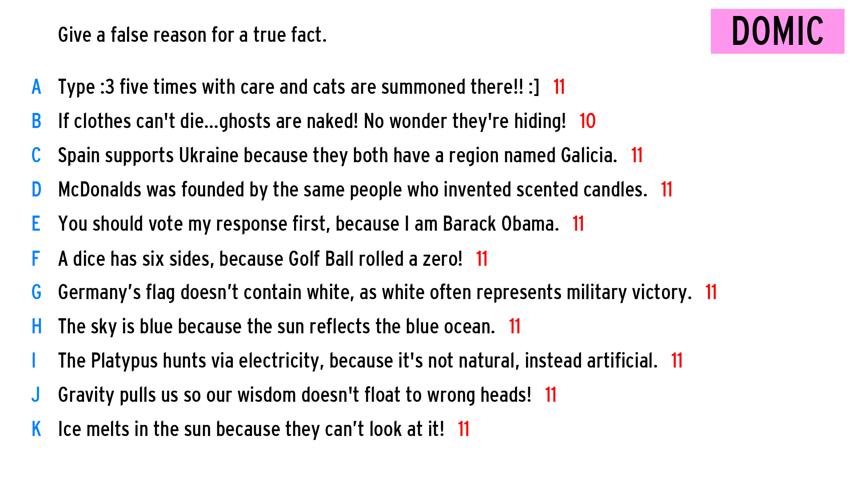 Give a false reason for a true fact.
DOMIC
A Type :3 five times with care and cats are summoned there!! :] 11
B If clothes can't die...ghosts are naked! No wonder they're hiding! 10
C Spain supports Ukraine because they both have a region named Galicia. 11
D McDonalds was founded by the same people who invented scented candles. 11
E You should vote my response first, because I am Barack Obama. 11
F A dice has six sides, because Golf Ball rolled a zero! 11
G Germany’s flag doesn’t contain white, as white often represents military victory. 11
H The sky is blue because the sun reflects the blue ocean. 11
I The Platypus hunts via electricity, because it's not natural, instead artificial. 11
J Gravity pulls us so our wisdom doesn't float to wrong heads! 11
K Ice melts in the sun because they can’t look at it! 11